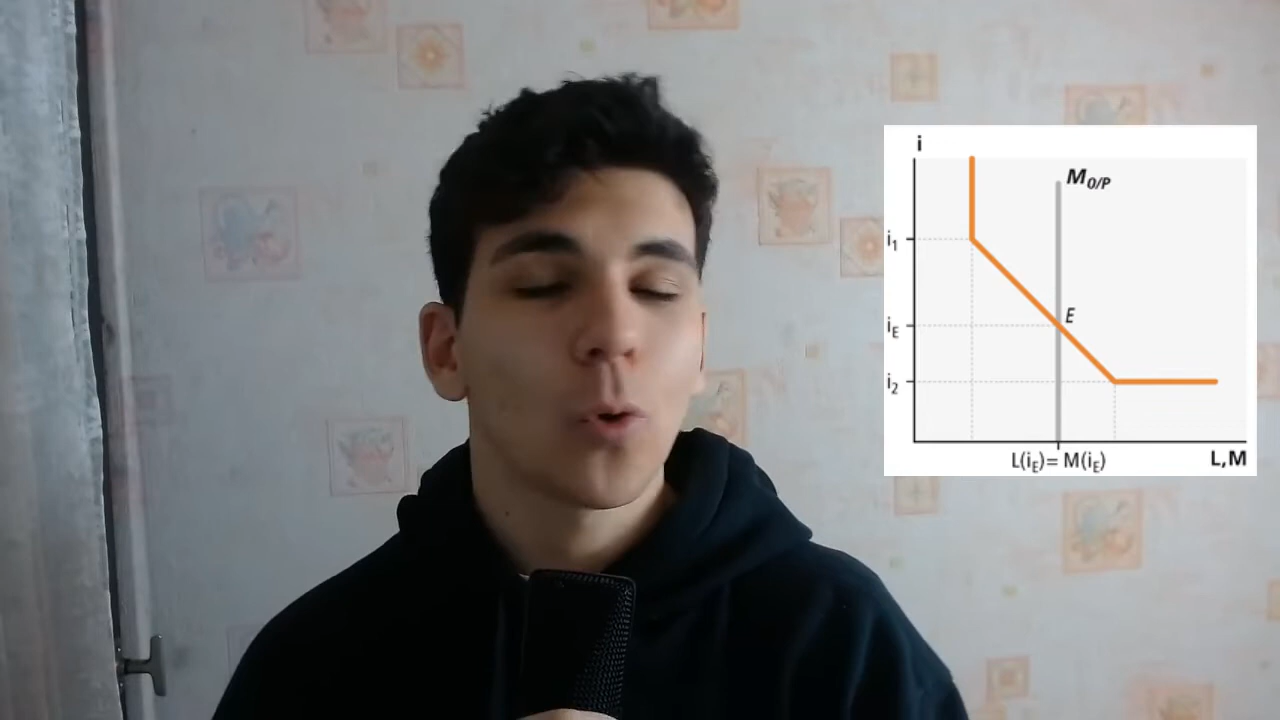 i
M0/P
i1
E
iE
i2
L(iE)= M(iE)
L,M